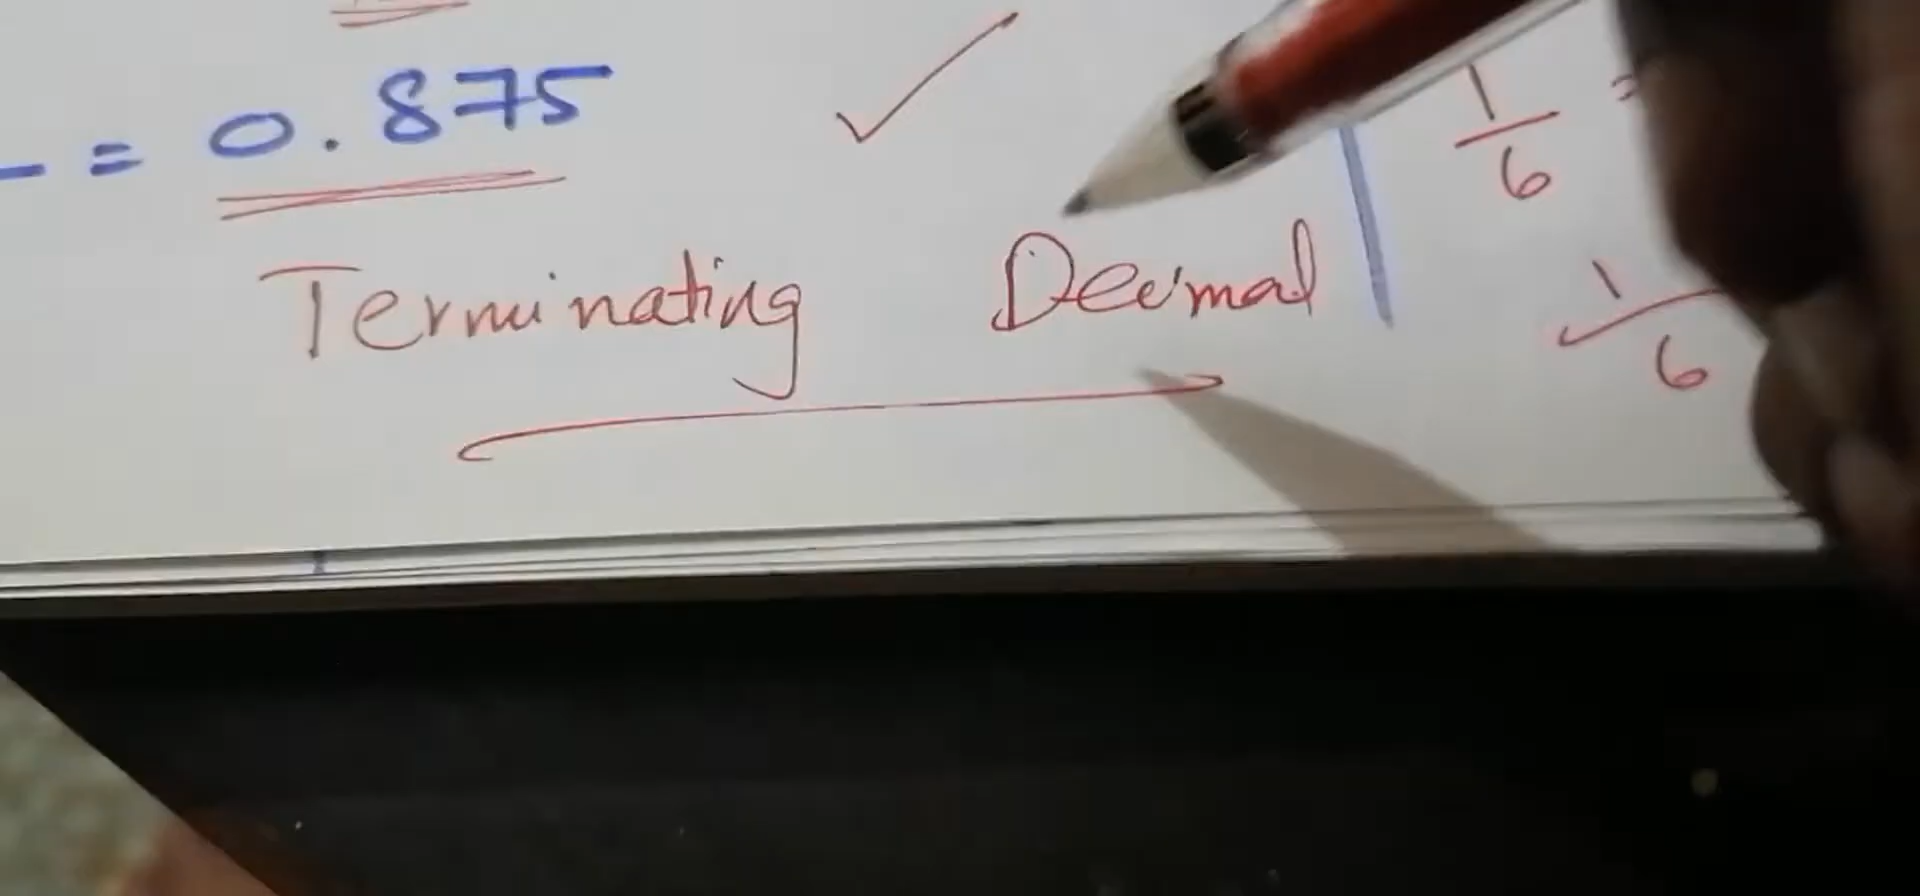 = 0.875
Terminating Decimal
1/6 =
1/6